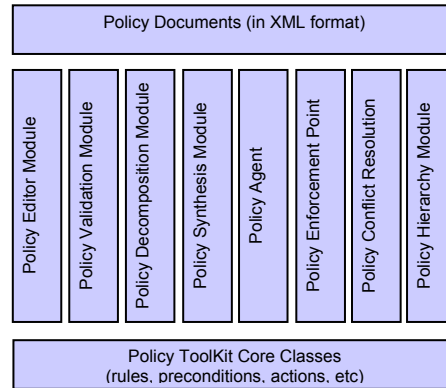 Policy Documents (in XML format)
Policy Editor Module
Policy Validation Module
Policy Decomposition Module
Policy Synthesis Module
Policy Agent
Policy Enforcement Point
Policy Conflict Resolution
Policy Hierarchy Module
Policy ToolKit Core Classes
(rules, preconditions, actions, etc)